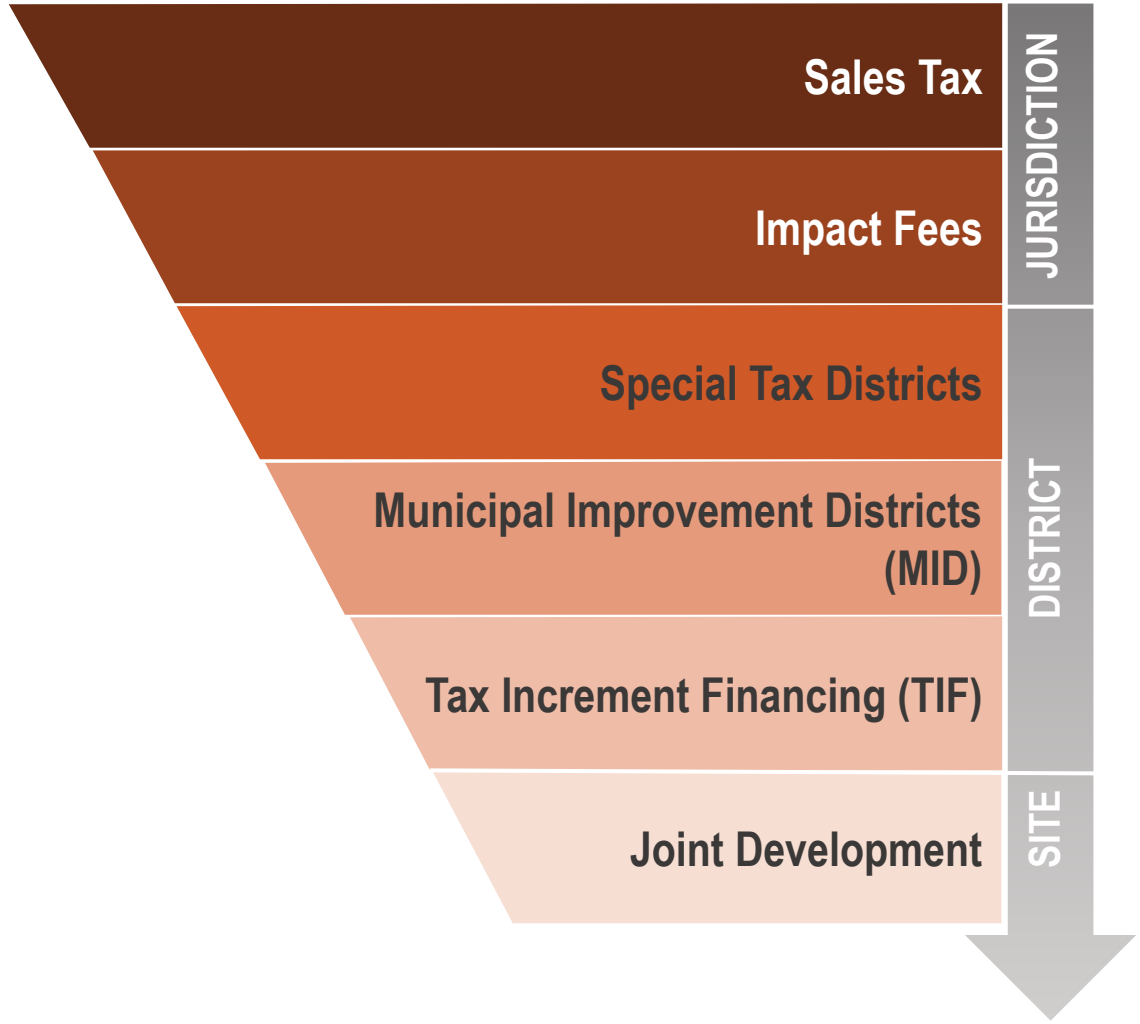 Sales Tax
Impact Fees
JURISDICTION
Special Tax Districts
Municipal Improvement Districts
(MID)
Tax Increment Financing (TIF)
DISTRICT
Joint Development
SITE